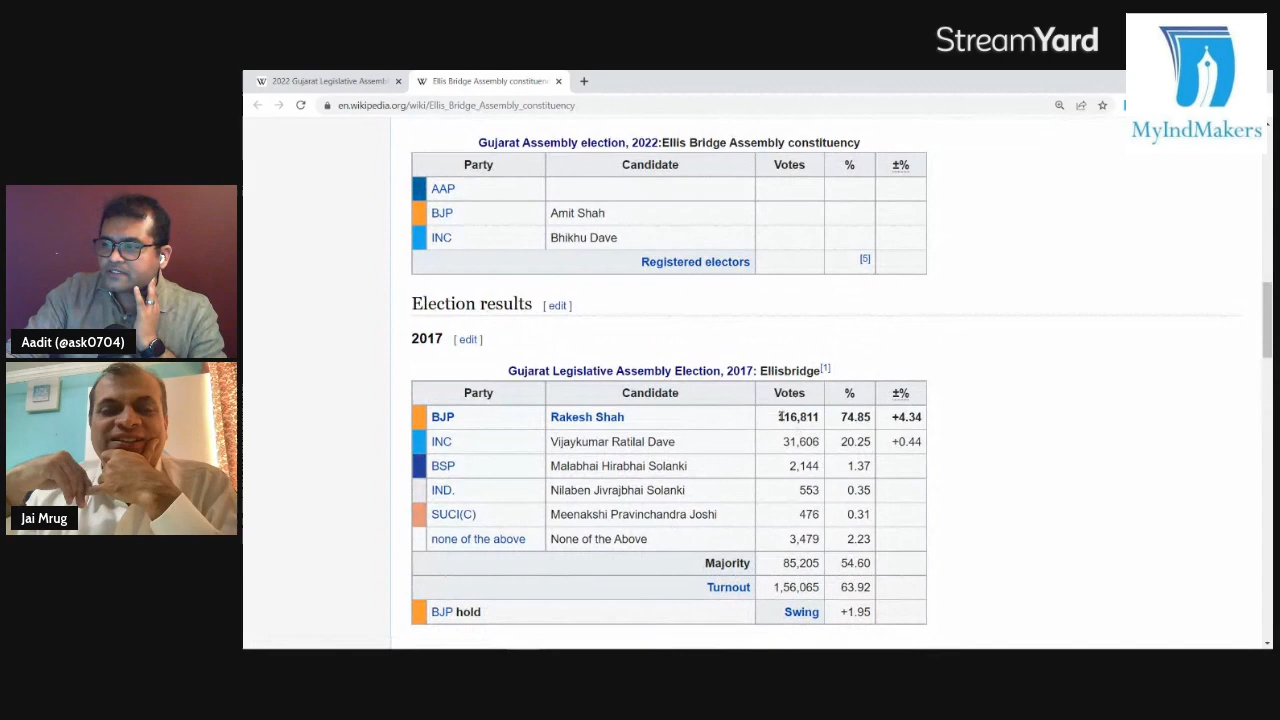 StreamYard
MyIndMakers
2022 Gujarat Legislative Assembl
Ellis Bridge Assembly constituenc
en.wikipedia.org/wiki/Ellis_Bridge_Assembly_constituency
Gujarat Assembly election, 2022:Ellis Bridge Assembly constituency
Party Candidate Votes % ±%
AAP
BJP Amit Shah
INC Bhikhu Dave
Registered electors [5]
Election results [ edit ]
2017 [ edit ]
Gujarat Legislative Assembly Election, 2017: Ellisbridge[1]
Party Candidate Votes % ±%
BJP Rakesh Shah 116,811 74.85 +4.34
INC Vijaykumar Ratilal Dave 31,606 20.25 +0.44
BSP Malabhai Hirabhai Solanki 2,144 1.37
IND. Nilaben Jivrajbhai Solanki 553 0.35
SUCI(C) Meenakshi Pravinchandra Joshi 476 0.31
none of the above None of the Above 3,479 2.23
Majority 85,205 54.60
Turnout 1,56,065 63.92
BJP hold Swing +1.95
Aadit (@ask0704)
Jai Mrug